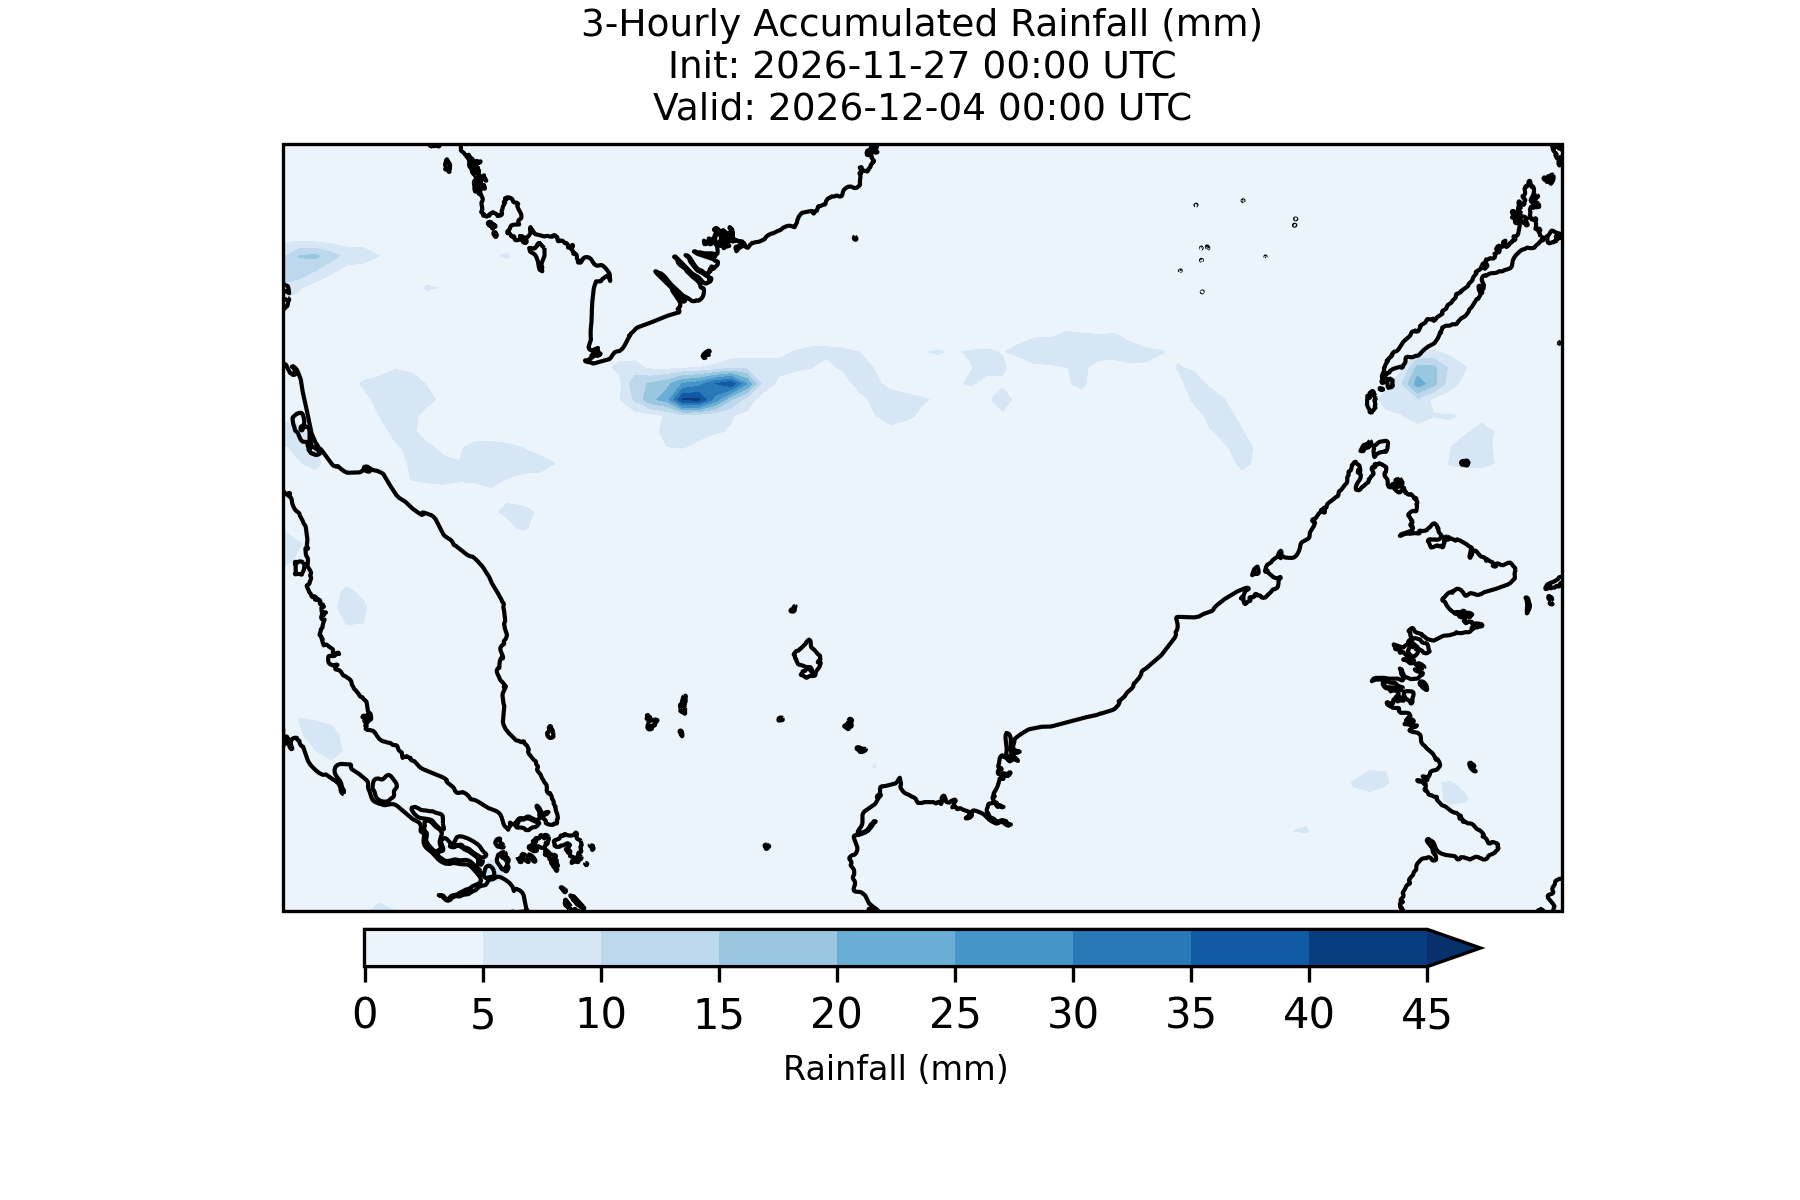 3-Hourly Accumulated Rainfall (mm)
Init: 2026-11-27 00:00 UTC
Valid: 2026-12-04 00:00 UTC
0 5 10 15 20 25 30 35 40 45
Rainfall (mm)